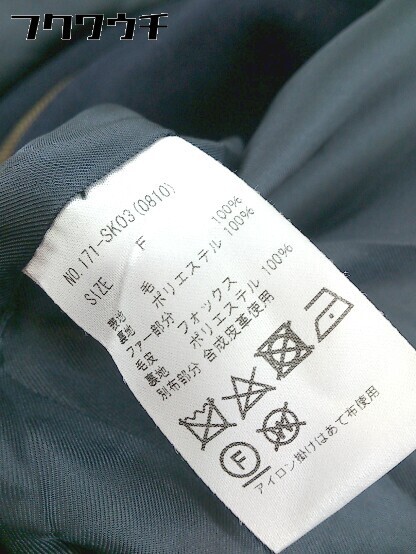 フクワウチ
NO.171-SK03(0810)
SIZE F
表地 毛 100%
裏地 ポリエステル 100%
ファー部分
毛皮 フォックス
裏地 ポリエステル 100%
別布部分 合成皮革使用
F
W
アイロン掛けはあて布使用